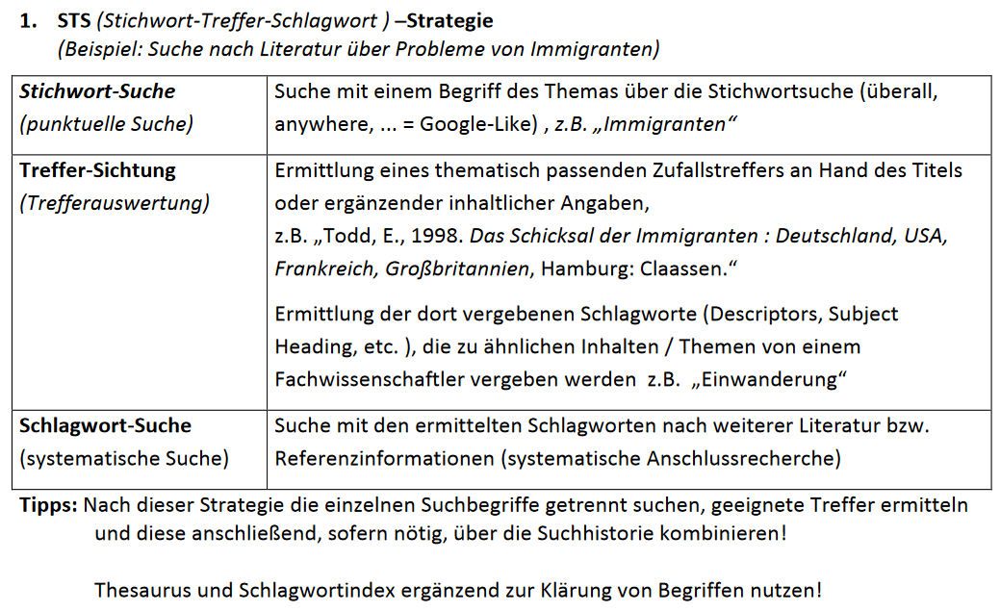 1. STS (Stichwort-Treffer-Schlagwort ) –Strategie
(Beispiel: Suche nach Literatur über Probleme von Immigranten)
Stichwort-Suche
(punktuelle Suche)
Suche mit einem Begriff des Themas über die Stichwortsuche (überall,
anywhere, ... = Google-Like) , z.B. „Immigranten“
Treffer-Sichtung
(Trefferauswertung)
Ermittlung eines thematisch passenden Zufallstreffers an Hand des Titels
oder ergänzender inhaltlicher Angaben,
z.B. „Todd, E., 1998. Das Schicksal der Immigranten : Deutschland, USA,
Frankreich, Großbritannien, Hamburg: Claassen.“
Ermittlung der dort vergebenen Schlagworte (Descriptors, Subject
Heading, etc. ), die zu ähnlichen Inhalten / Themen von einem
Fachwissenschaftler vergeben werden z.B. „Einwanderung“
Schlagwort-Suche
(systematische Suche)
Suche mit den ermittelten Schlagworten nach weiterer Literatur bzw.
Referenzinformationen (systematische Anschlussrecherche)
Tipps: Nach dieser Strategie die einzelnen Suchbegriffe getrennt suchen, geeignete Treffer ermitteln
und diese anschließend, sofern nötig, über die Suchhistorie kombinieren!
Thesaurus und Schlagwortindex ergänzend zur Klärung von Begriffen nutzen!